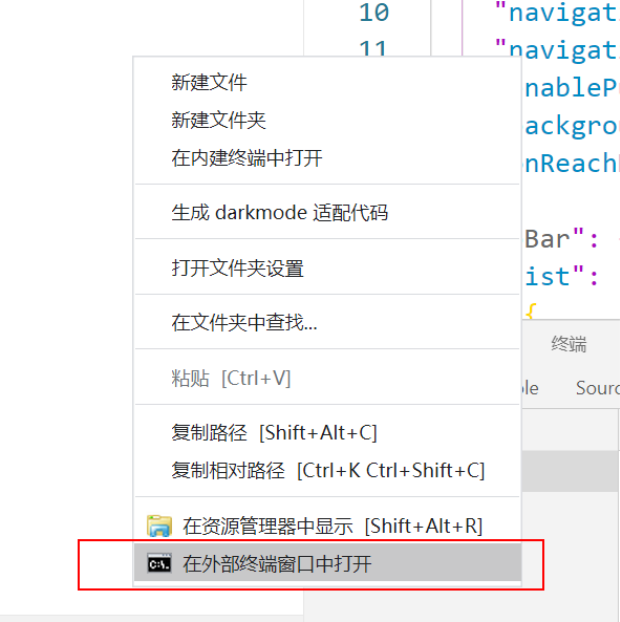 10 "navigat
11 "navigat
新建文件
nableP
新建文件夹
ackgro
在内建终端中打开
nReach
生成 darkmode 适配代码
Bar":
打开文件夹设置
ist":
{
在文件夹中查找...
终端
粘贴 [Ctrl+V]
le Sourc
复制路径 [Shift+Alt+C]
复制相对路径 [Ctrl+K Ctrl+Shift+C]
在资源管理器中显示 [Shift+Alt+R]
C:\. 在外部终端窗口中打开